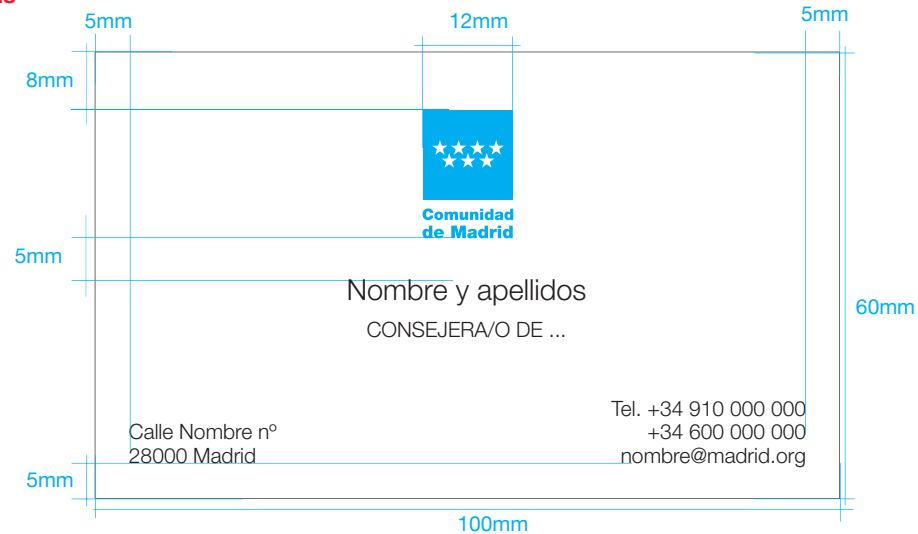 5mm
12mm
5mm
8mm
Comunidad
de Madrid
5mm
Nombre y apellidos
60mm
CONSEJERA/O DE ...
Tel. +34 910 000 000
Calle Nombre nº
+34 600 000 000
28000 Madrid
nombre@madrid.org
5mm
100mm